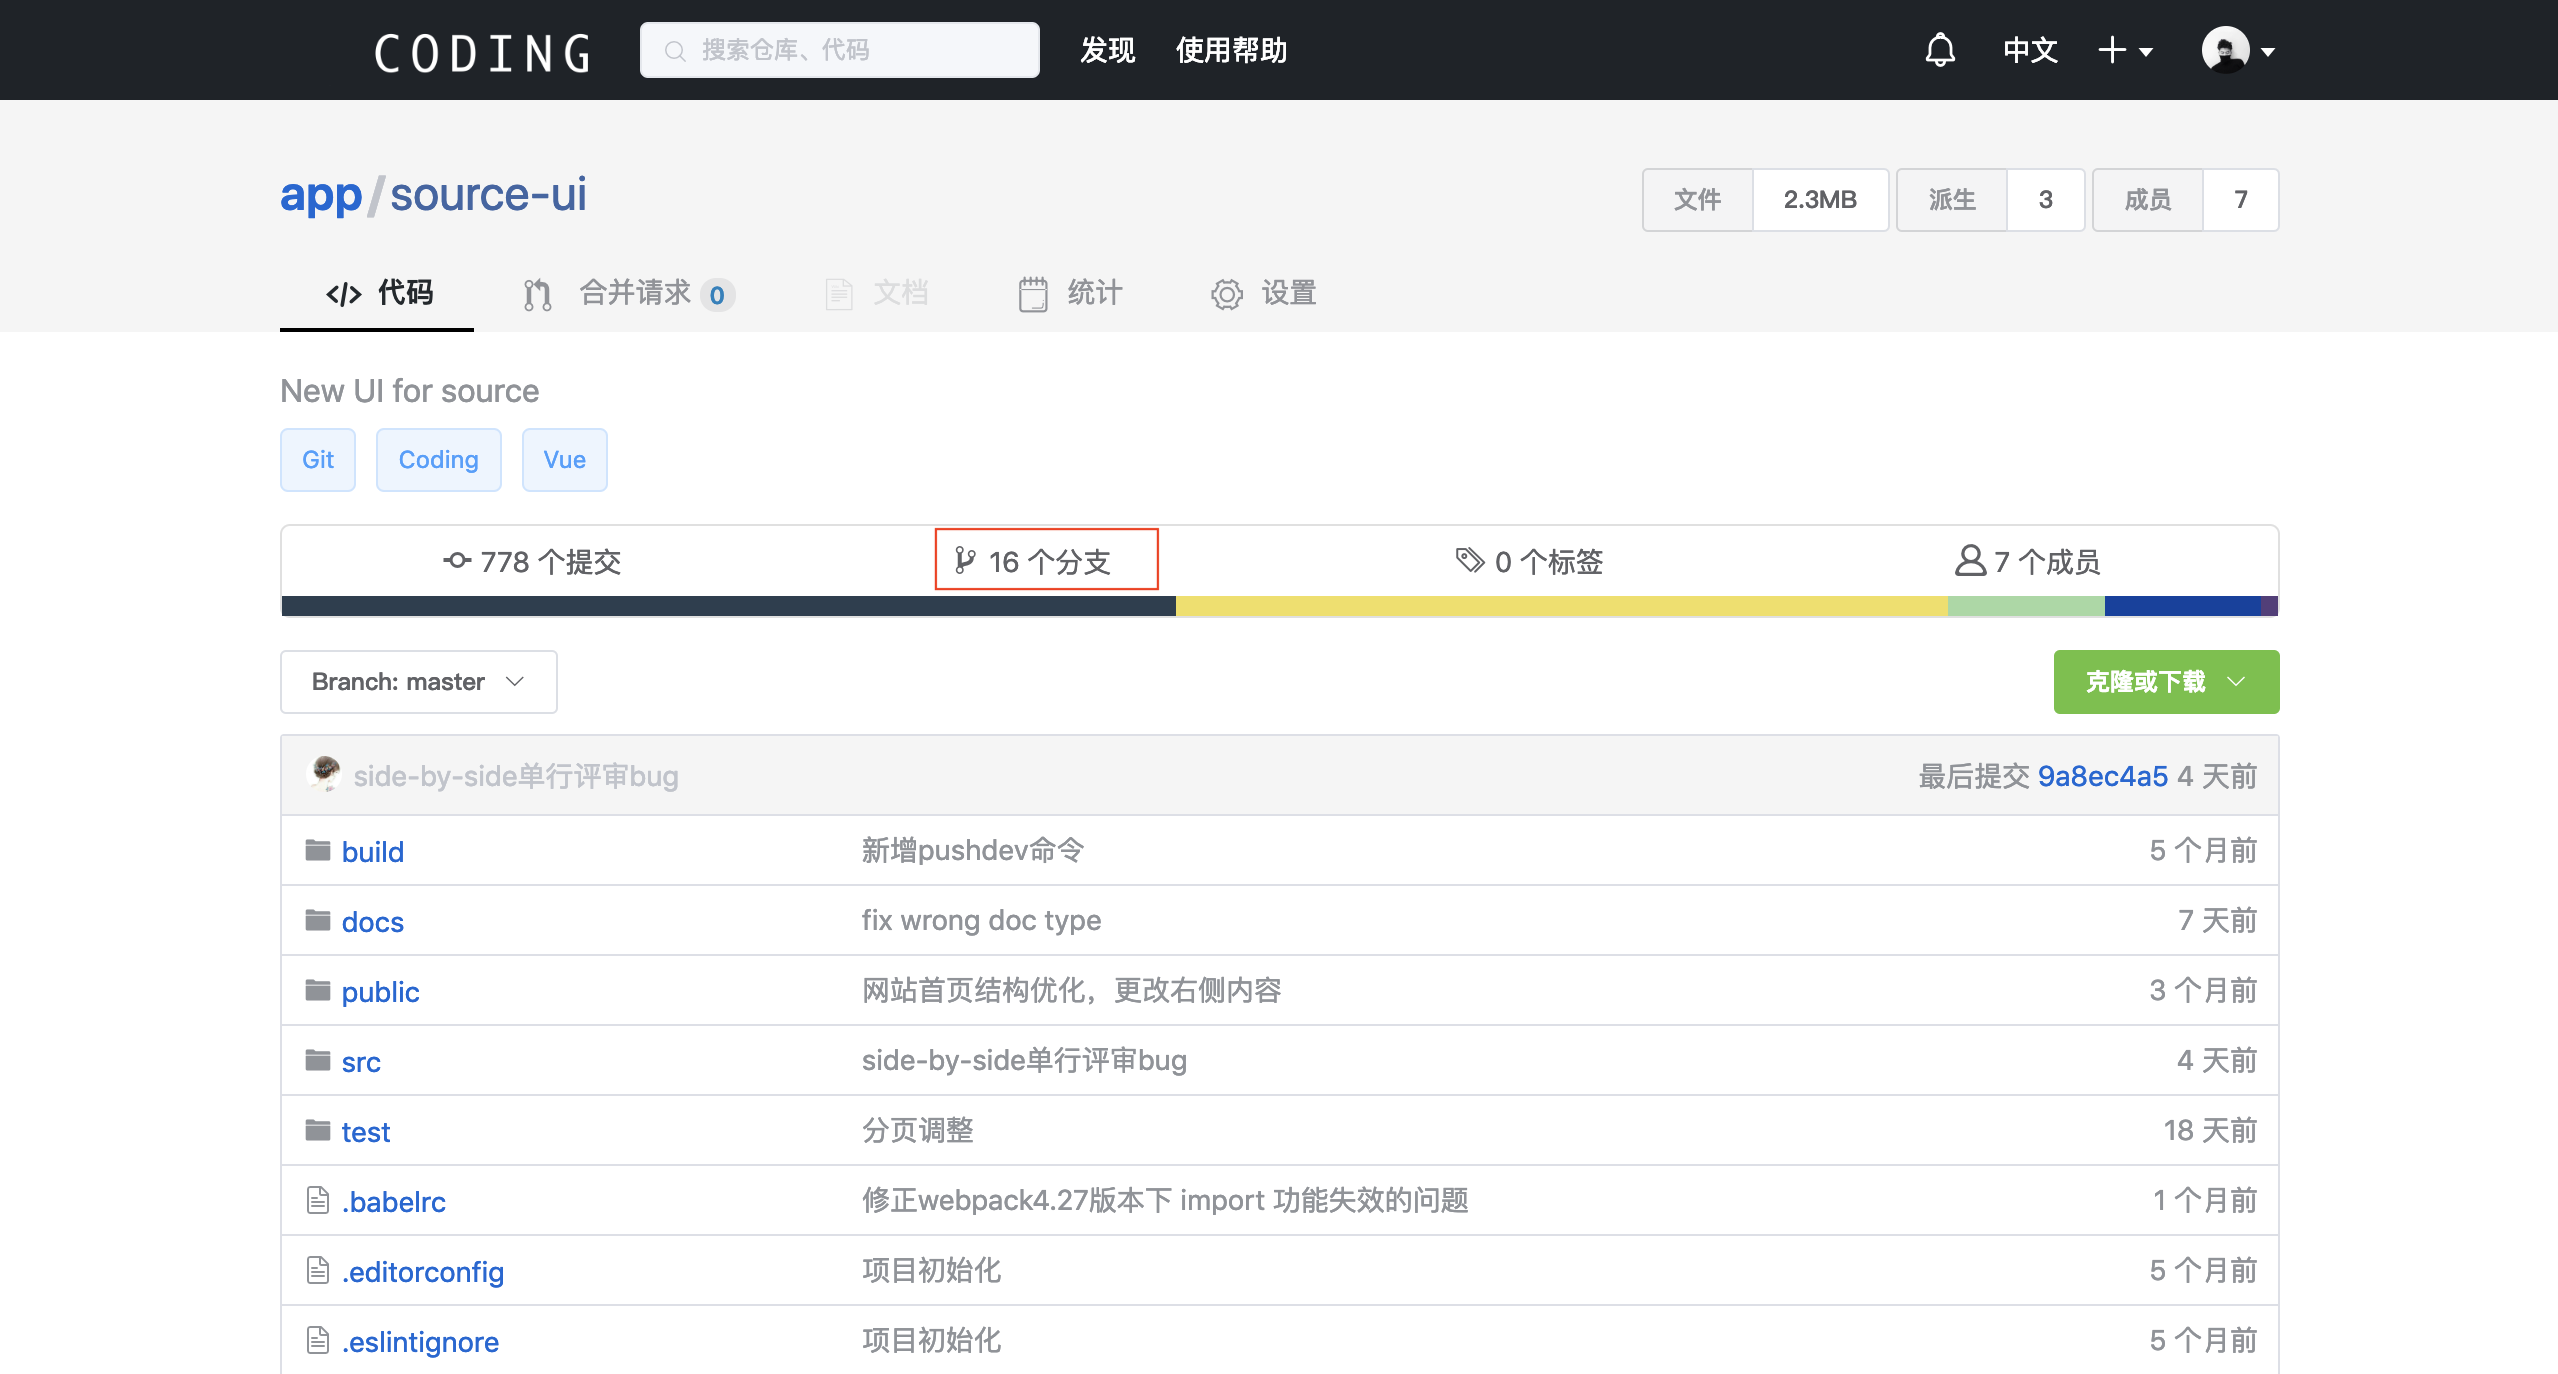 CODING 搜索仓库、代码 发现 使用帮助 中文
app/source-ui 文件 2.3MB 派生 3 成员 7
代码 合并请求 0 文档 统计 设置
New UI for source
Git Coding Vue
778 个提交 16 个分支 0 个标签 7 个成员
Branch: master 克隆或下载
side-by-side单行评审bug 最后提交 9a8ec4a5 4 天前
build 新增pushdev命令 5 个月前
docs fix wrong doc type 7 天前
public 网站首页结构优化，更改右侧内容 3 个月前
src side-by-side单行评审bug 4 天前
test 分页调整 18 天前
.babelrc 修正webpack4.27版本下 import 功能失效的问题 1 个月前
.editorconfig 项目初始化 5 个月前
.eslintignore 项目初始化 5 个月前